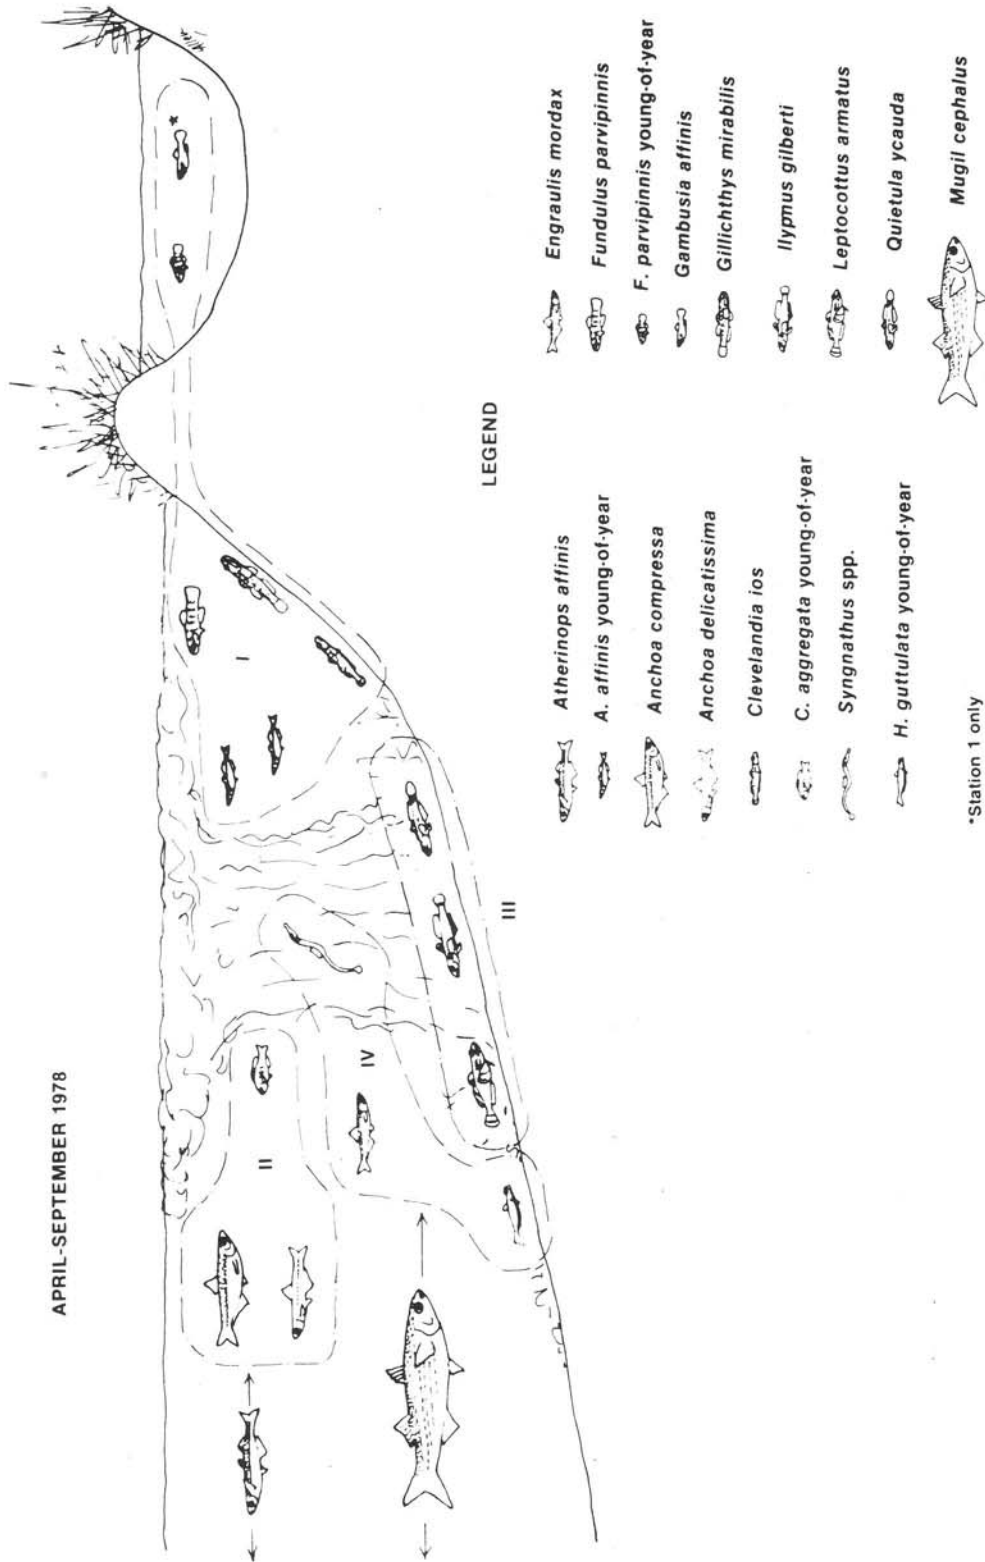 APRIL-SEPTEMBER 1978
I
II
III
IV
*
LEGEND
Atherinops affinis
A. affinis young-of-year
Anchoa compressa
Anchoa delicatissima
Clevelandia ios
C. aggregata young-of-year
Syngnathus spp.
H. guttulata young-of-year
*Station 1 only
Engraulis mordax
Fundulus parvipinnis
F. parvipinnis young-of-year
Gambusia affinis
Gillichthys mirabilis
Ilypnus gilberti
Leptocottus armatus
Quietula ycauda
Mugil cephalus